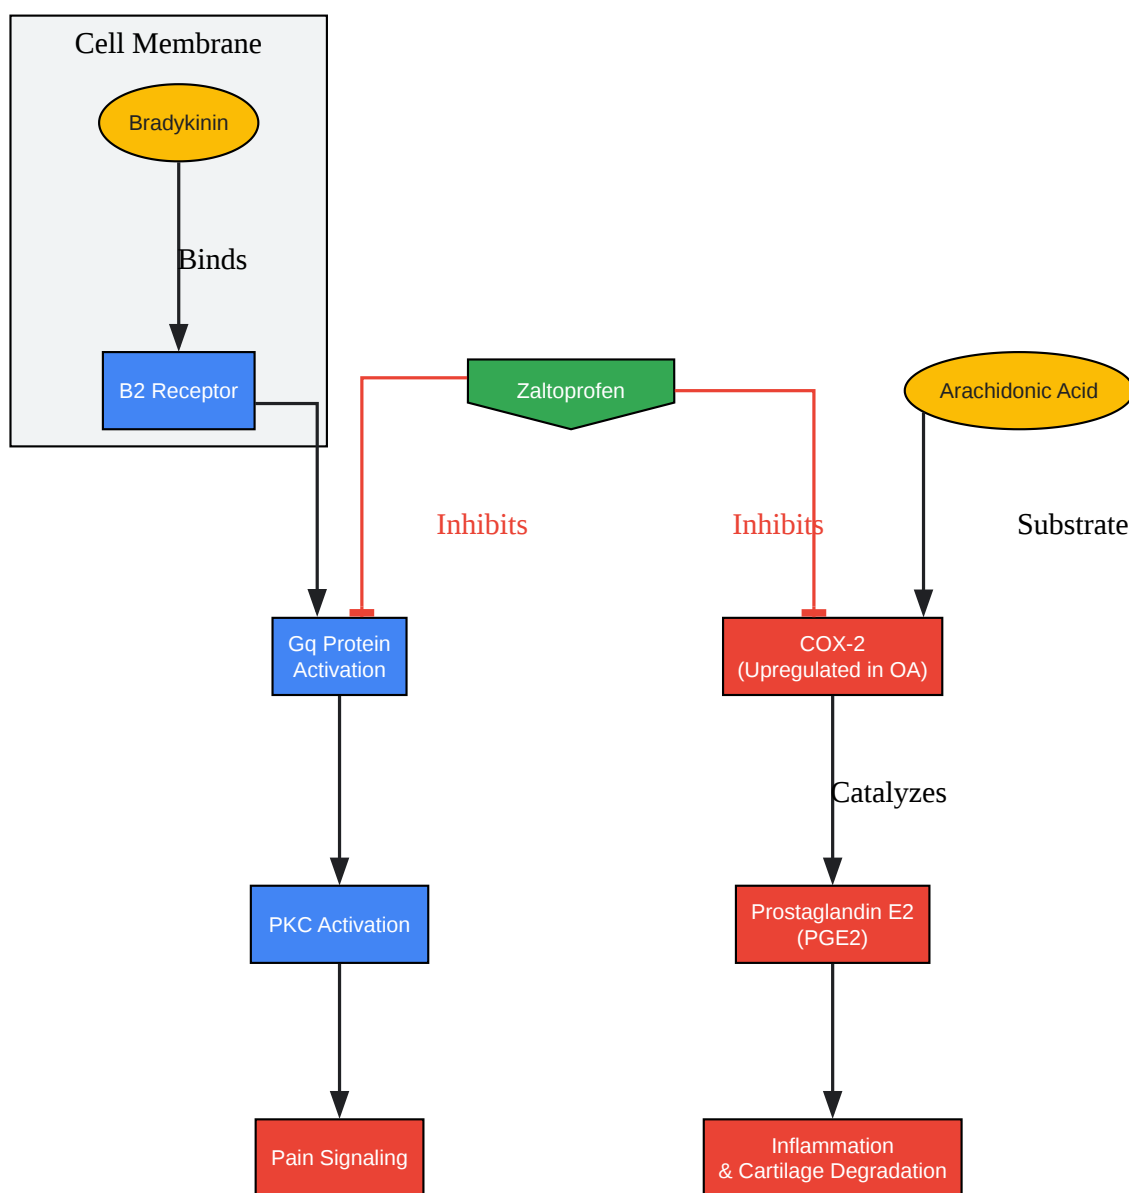 Cell Membrane
Bradykinin
Binds
B2 Receptor
Zaltoprofen
Arachidonic Acid
Inhibits
Inhibits
Substrate
Gq Protein
Activation
COX-2
(Upregulated in OA)
Catalyzes
PKC Activation
Prostaglandin E2
(PGE2)
Pain Signaling
Inflammation
& Cartilage Degradation